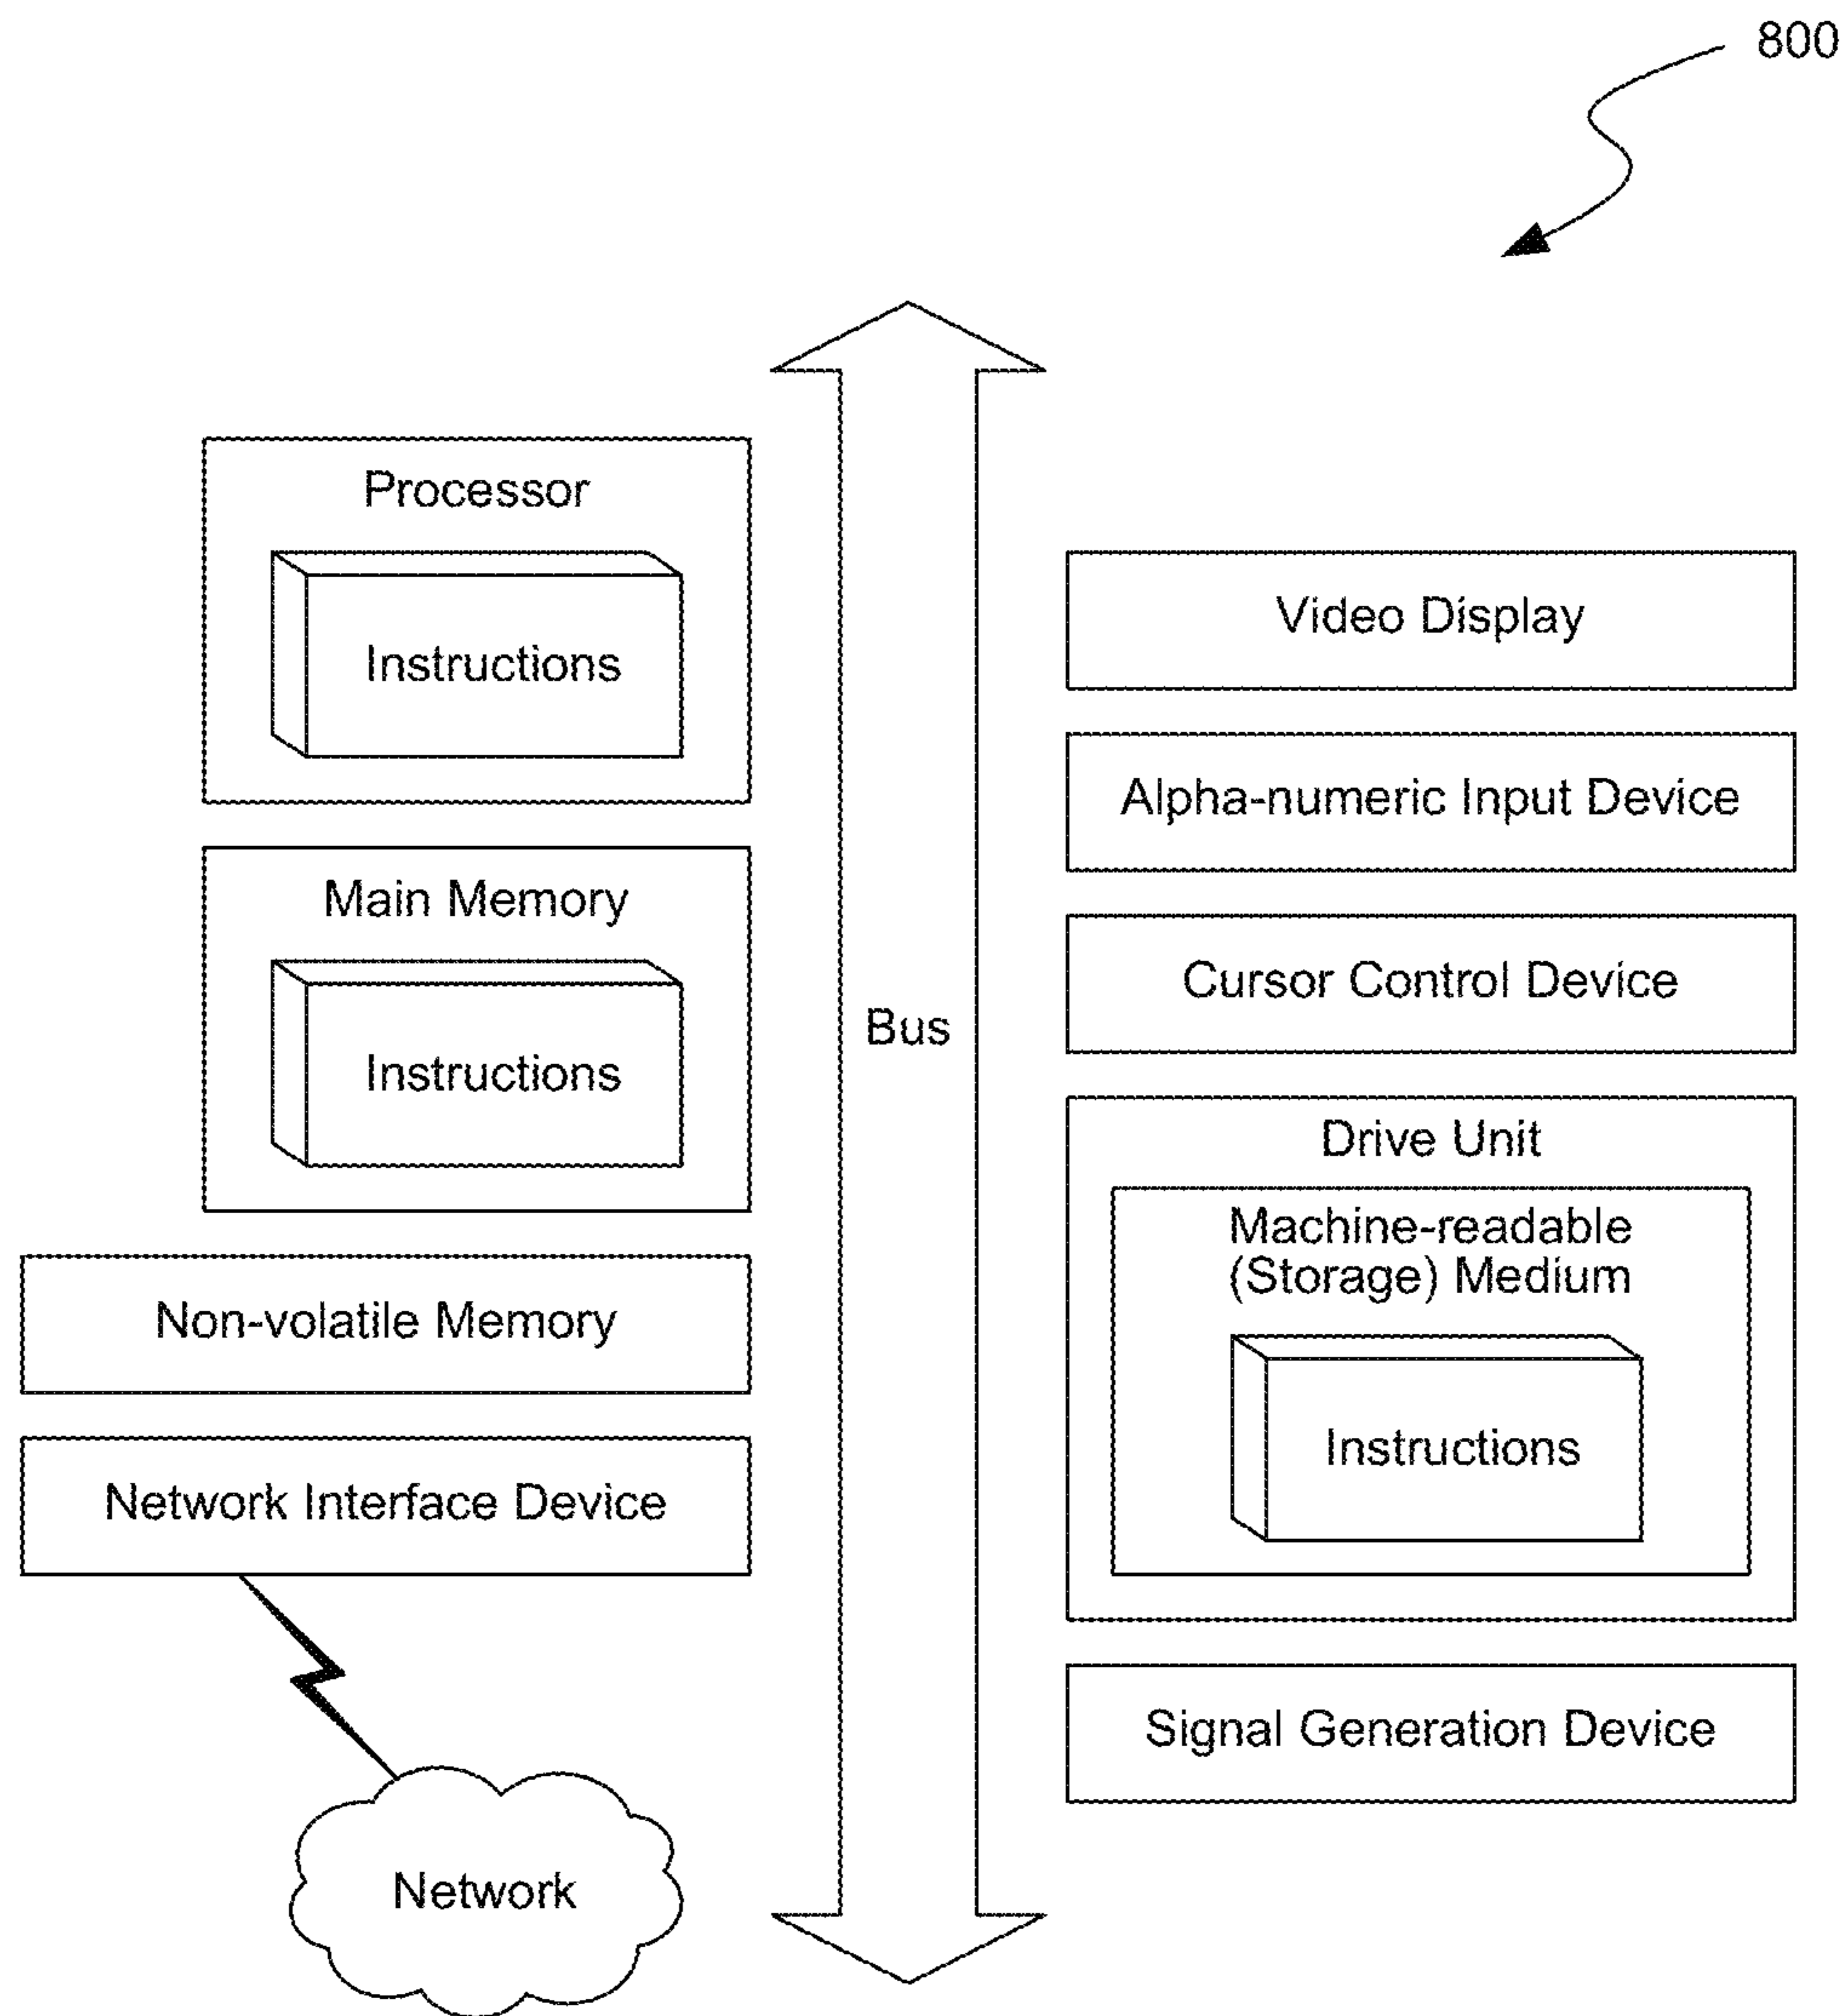 800
Processor
Instructions
Main Memory
Instructions
Non-volatile Memory
Network Interface Device
Network
Bus
Video Display
Alpha-numeric Input Device
Cursor Control Device
Drive Unit
Machine-readable
(Storage) Medium
Instructions
Signal Generation Device